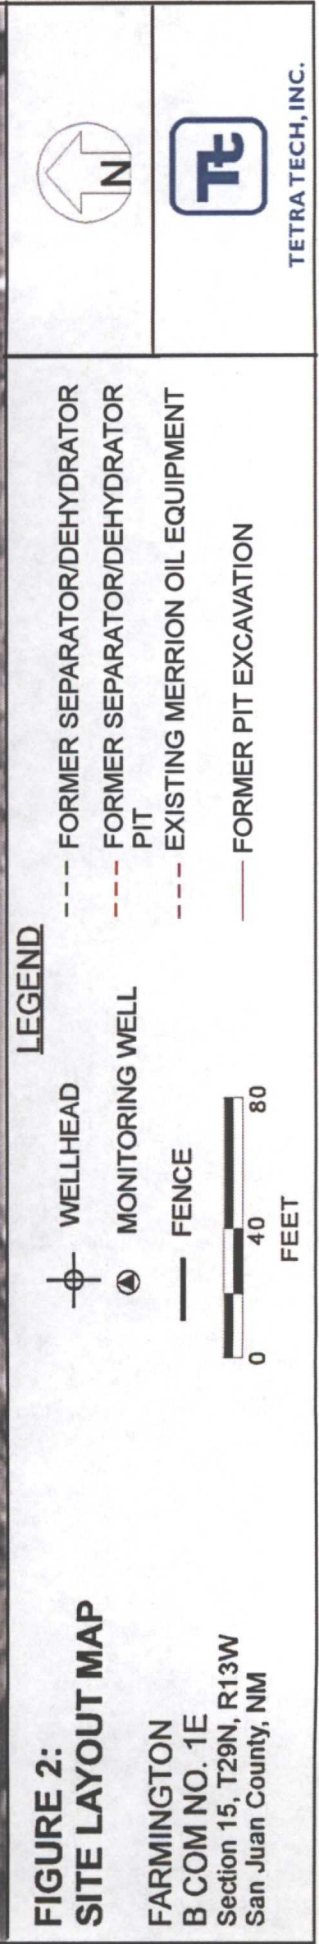 FIGURE 2:
SITE LAYOUT MAP
FARMINGTON
B COM NO. 1E
Section 15, T29N, R13W
San Juan County, NM
LEGEND
WELLHEAD
MONITORING WELL
FENCE
0 40 80
FEET
FORMER SEPARATOR/DEHYDRATOR
FORMER SEPARATOR/DEHYDRATOR
PIT
EXISTING MERRION OIL EQUIPMENT
FORMER PIT EXCAVATION
N
Tt
TETRA TECH, INC.